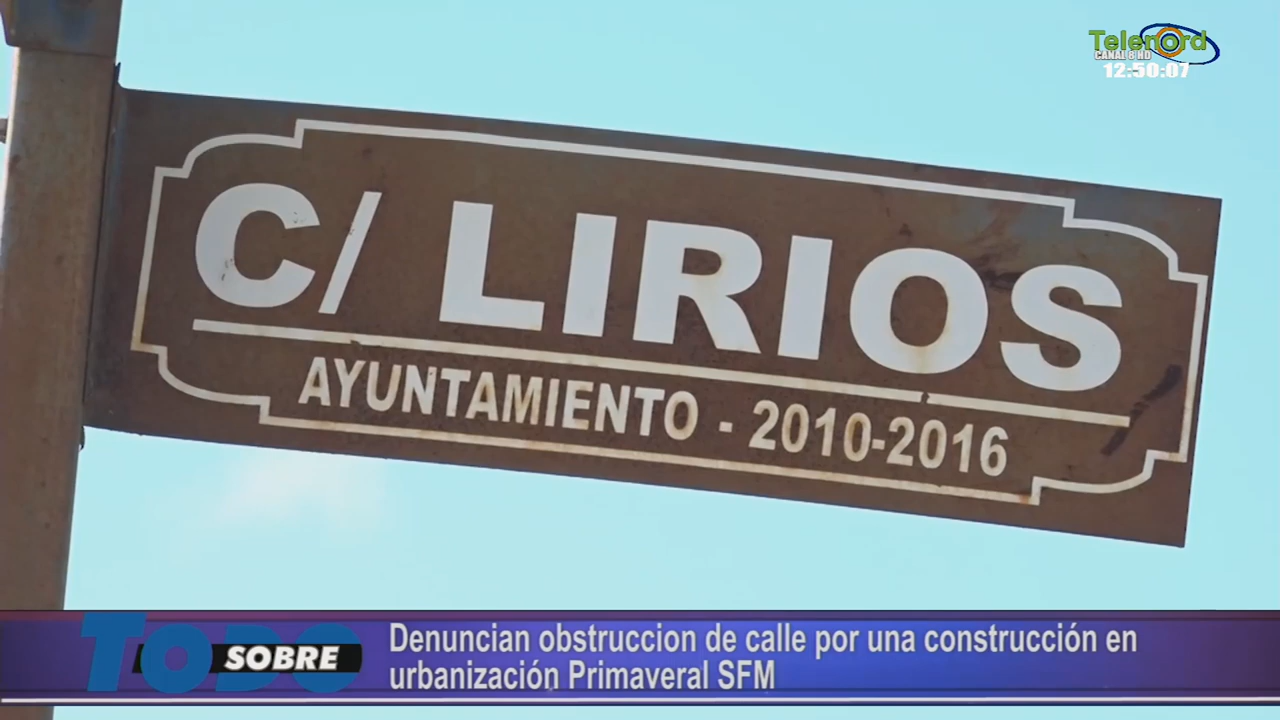 Telenord
CANAL 8 HD
12:50:07
C/ LIRIOS
AYUNTAMIENTO - 2010-2016
TODO
SOBRE
Denuncian obstruccion de calle por una construcción en
urbanización Primaveral SFM